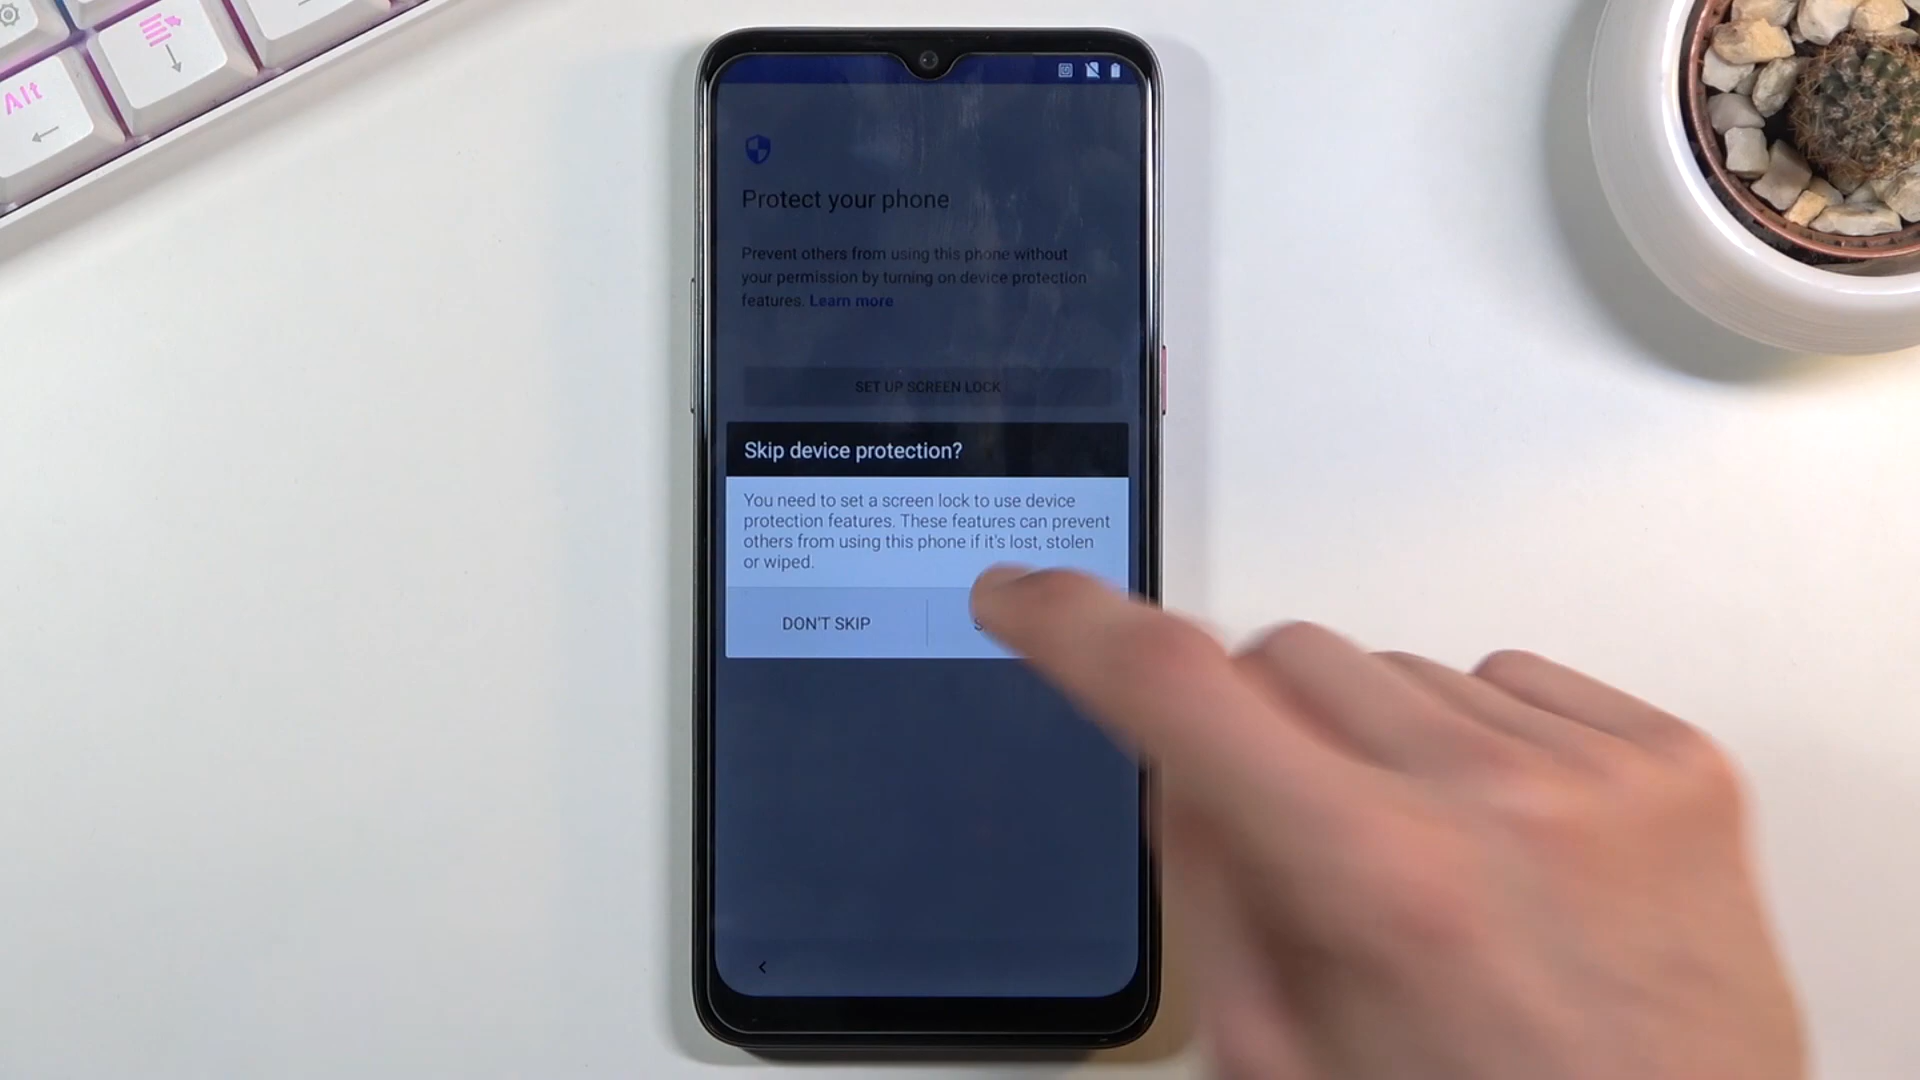 Alt
Protect your phone
Prevent others from using this phone without
your permission by turning on device protection
features. Learn more
SET UP SCREEN LOCK
Skip device protection?
You need to set a screen lock to use device
protection features. These features can prevent
others from using this phone if it's lost, stolen
or wiped.
DON'T SKIP